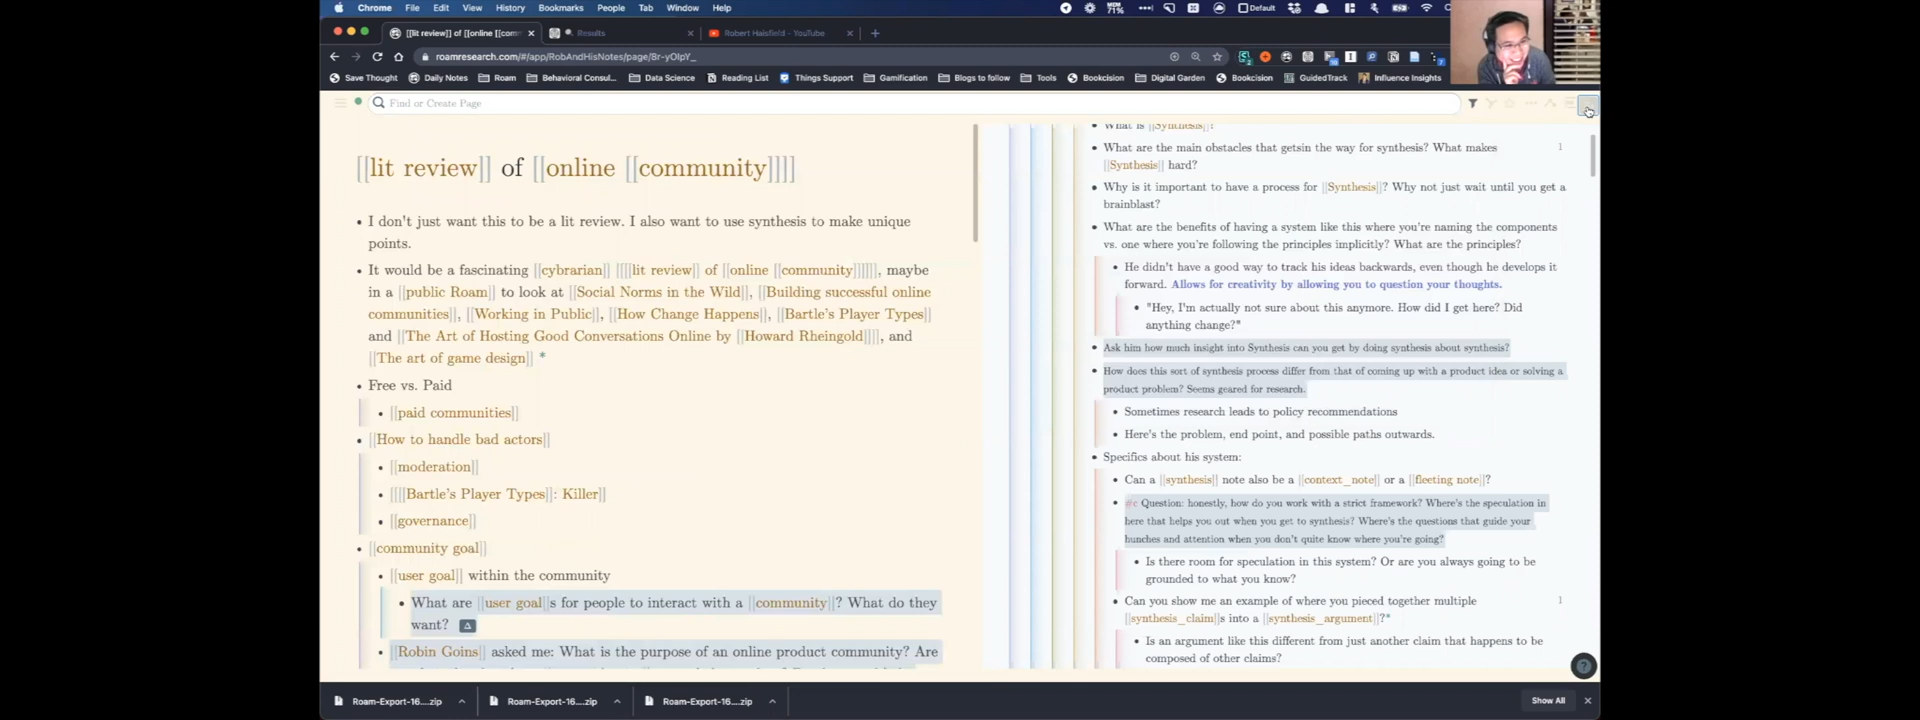 Chrome File Edit View History Bookmarks People Tab Window Help
MEM 71% Default
[[lit review]] of [[online [[comm × Results × Robert Haisfield - YouTube × +
roamresearch.com/#/app/RobAndHisNotes/page/Br-yOIpY_
Save Thought Daily Notes Roam Behavioral Consul... Data Science Reading List Things Support Gamification Blogs to follow Tools Bookcision Digital Garden Bookcision GuidedTrack Influence Insights
Find or Create Page
[[lit review]] of [[online [[community]]]]
• I don't just want this to be a lit review. I also want to use synthesis to make unique
points.
• It would be a fascinating [[cybrarian]] [[[[lit review]] of [[online [[community]]]]]], maybe
in a [[public Roam]] to look at [[Social Norms in the Wild]], [[Building successful online
communities]], [[Working in Public]], [[How Change Happens]], [[Bartle's Player Types]]
and [[The Art of Hosting Good Conversations Online by [[Howard Rheingold]]]], and
[[The art of game design]] *
• Free vs. Paid
• [[paid communities]]
• [[How to handle bad actors]]
• [[moderation]]
• [[[[Bartle's Player Types]]: Killer]]
• [[governance]]
• [[community goal]]
• [[user goal]] within the community
• What are [[user goal]]s for people to interact with a [[community]]? What do they
want?
• [[Robin Goins]] asked me: What is the purpose of an online product community? Are
• What is [[Synthesis]]?
• What are the main obstacles that getsin the way for synthesis? What makes 1
[[Synthesis]] hard?
• Why is it important to have a process for [[Synthesis]]? Why not just wait until you get a
brainblast?
• What are the benefits of having a system like this where you're naming the components
vs. one where you're following the principles implicitly? What are the principles?
• He didn't have a good way to track his ideas backwards, even though he develops it
forward. Allows for creativity by allowing you to question your thoughts.
• "Hey, I'm actually not sure about this anymore. How did I get here? Did
anything change?"
• Ask him how much insight into Synthesis can you get by doing synthesis about synthesis?
• How does this sort of synthesis process differ from that of coming up with a product idea or solving a
product problem? Seems geared for research.
• Sometimes research leads to policy recommendations
• Here's the problem, end point, and possible paths outwards.
• Specifics about his system:
• Can a [[synthesis]] note also be a [[context_note]] or a [[fleeting note]]?
• #c Question: honestly, how do you work with a strict framework? Where's the speculation in
here that helps you out when you get to synthesis? Where's the questions that guide your
hunches and attention when you don't quite know where you're going?
• Is there room for speculation in this system? Or are you always going to be
grounded to what you know?
• Can you show me an example of where you pieced together multiple 1
[[synthesis_claim]]s into a [[synthesis_argument]]?*
• Is an argument like this different from just another claim that happens to be
composed of other claims?
Roam-Export-16....zip Roam-Export-16....zip Roam-Export-16....zip Show All ×